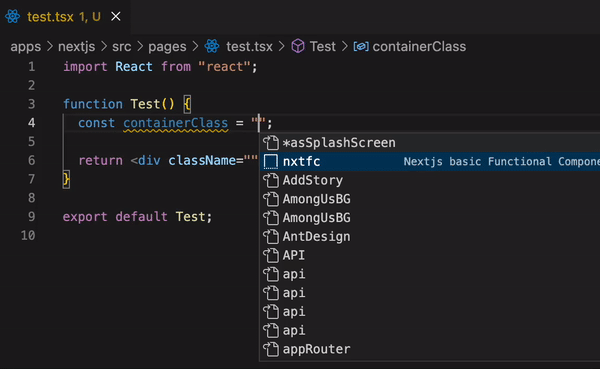 test.tsx 1, U
apps > nextjs > src > pages > test.tsx > Test > containerClass
1 import React from "react";
2
3 function Test() {
4 const containerClass = "";
5
6 return <div className=""
7 }
8
9 export default Test;
10
*asSplashScreen
nxtfc Nextjs basic Functional Compone
AddStory
AmongUsBG
AmongUsBG
AntDesign
API
api
api
api
api
appRouter